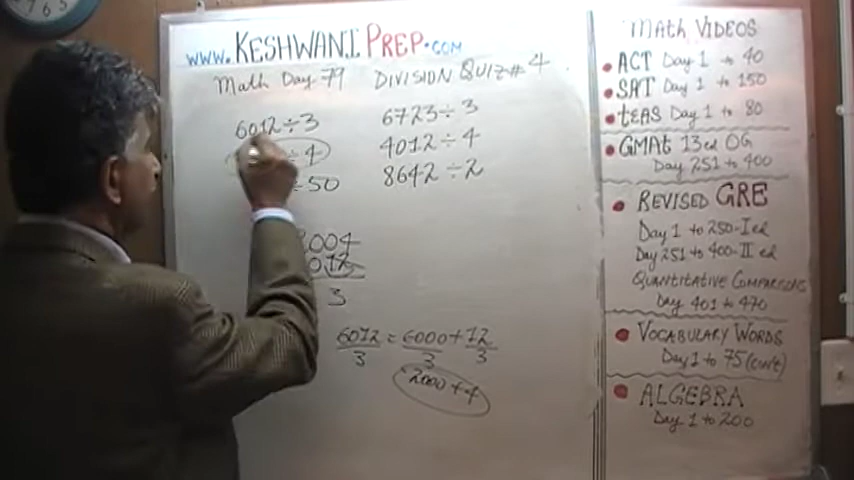 www.KESHWANIPREP.COM
Math Day 79 DIVISION QUIZ # 4
6012 ÷ 3
÷ 4
÷ 50
6723 ÷ 3
4012 ÷ 4
8642 ÷ 2
004
3
6012 = 6000 + 12
3 3 3
2000 + 4
Math VIDEOS
ACT Day 1 to 40
SAT Day 1 to 150
tEAS Day 1 to 80
GMAt 13ed OG
Day 251 to 400
REVISED GRE
Day 1 to 250-I ed
Day 251 to 400-II ed
QUANTITATIVE COMPARISONS
Day 401 to 470
VOCABULARY WORDS
Day 1 to 75 (cont)
ALGEBRA
Day 1 to 200